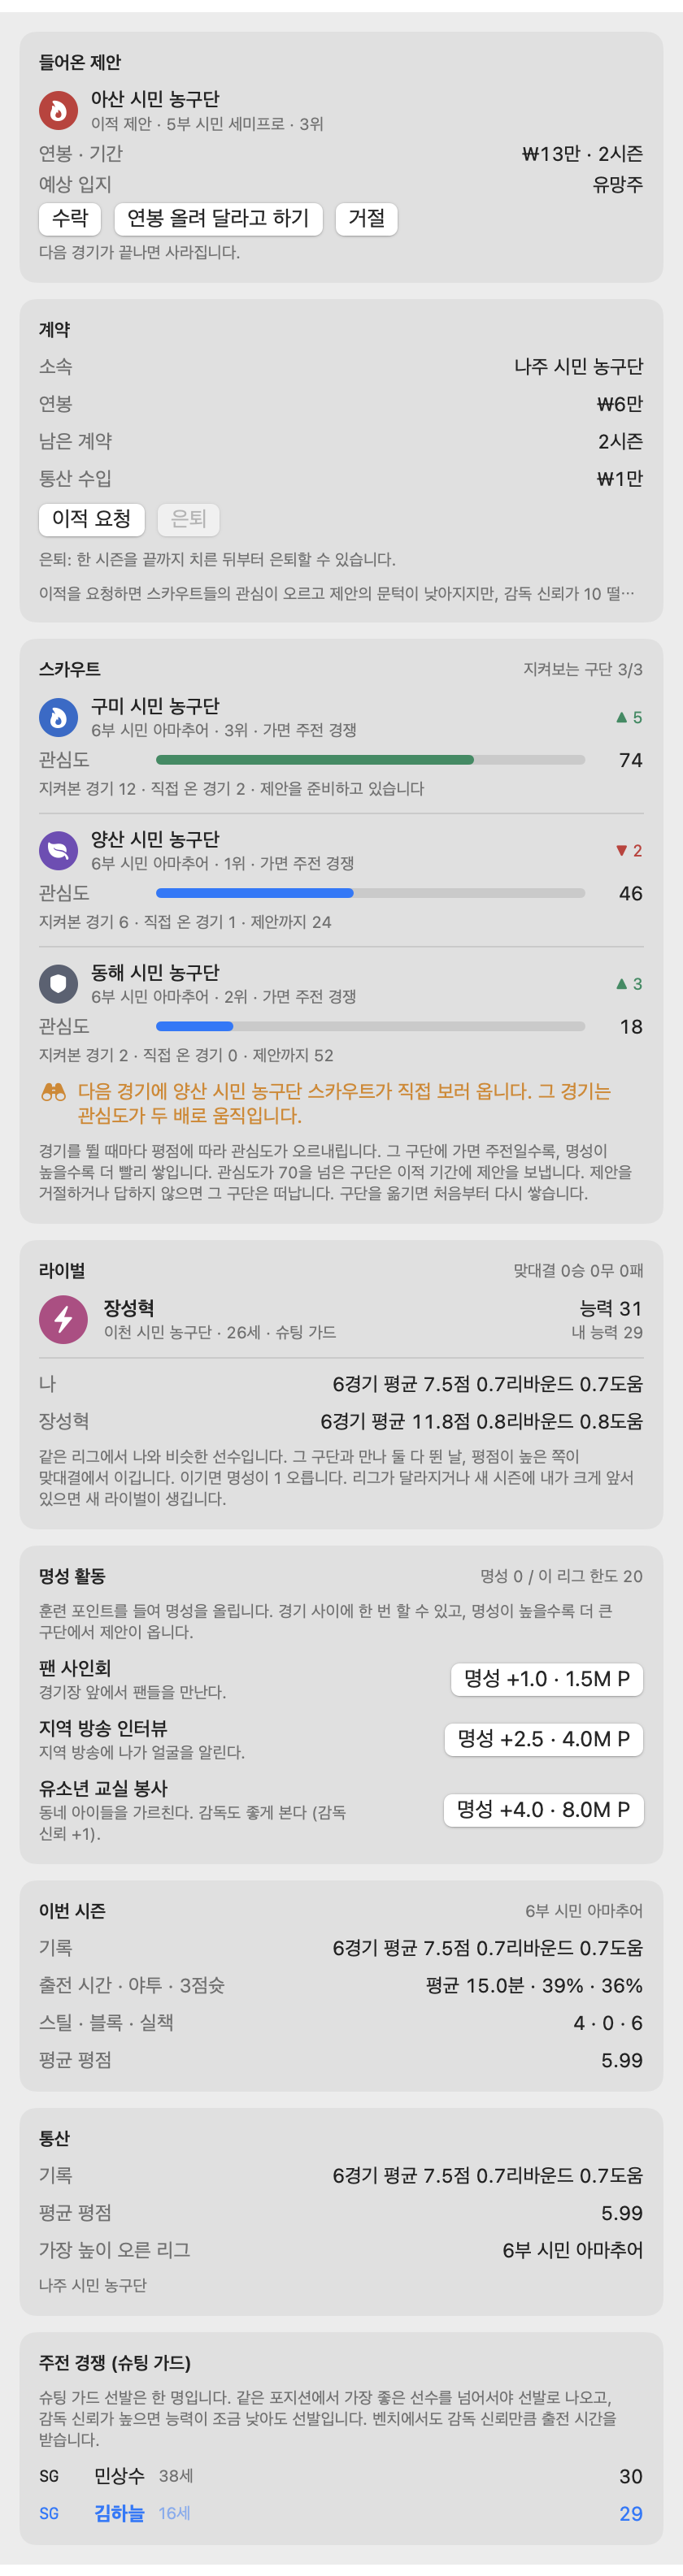 들어온 제안
아산 시민 농구단
이적 제안 · 5부 시민 세미프로 · 3위
연봉 · 기간 ₩13만 · 2시즌
예상 입지 유망주
수락 연봉 올려 달라고 하기 거절
다음 경기가 끝나면 사라집니다.
계약
소속 나주 시민 농구단
연봉 ₩6만
남은 계약 2시즌
통산 수입 ₩1만
이적 요청 은퇴
은퇴: 한 시즌을 끝까지 치른 뒤부터 은퇴할 수 있습니다.
이적을 요청하면 스카우트들의 관심이 오르고 제안의 문턱이 낮아지지만, 감독 신뢰가 10 떨…
스카우트 지켜보는 구단 3/3
구미 시민 농구단
6부 시민 아마추어 · 3위 · 가면 주전 경쟁 ▲ 5
관심도 74
지켜본 경기 12 · 직접 온 경기 2 · 제안을 준비하고 있습니다
양산 시민 농구단
6부 시민 아마추어 · 1위 · 가면 주전 경쟁 ▼ 2
관심도 46
지켜본 경기 6 · 직접 온 경기 1 · 제안까지 24
동해 시민 농구단
6부 시민 아마추어 · 2위 · 가면 주전 경쟁 ▲ 3
관심도 18
지켜본 경기 2 · 직접 온 경기 0 · 제안까지 52
다음 경기에 양산 시민 농구단 스카우트가 직접 보러 옵니다. 그 경기는
관심도가 두 배로 움직입니다.
경기를 뛸 때마다 평점에 따라 관심도가 오르내립니다. 그 구단에 가면 주전일수록, 명성이
높을수록 더 빨리 쌓입니다. 관심도가 70을 넘은 구단은 이적 기간에 제안을 보냅니다. 제안을
거절하거나 답하지 않으면 그 구단은 떠납니다. 구단을 옮기면 처음부터 다시 쌓습니다.
라이벌 맞대결 0승 0무 0패
장성혁 능력 31
이천 시민 농구단 · 26세 · 슈팅 가드 내 능력 29
나 6경기 평균 7.5점 0.7리바운드 0.7도움
장성혁 6경기 평균 11.8점 0.8리바운드 0.8도움
같은 리그에서 나와 비슷한 선수입니다. 그 구단과 만나 둘 다 뛴 날, 평점이 높은 쪽이
맞대결에서 이깁니다. 이기면 명성이 1 오릅니다. 리그가 달라지거나 새 시즌에 내가 크게 앞서
있으면 새 라이벌이 생깁니다.
명성 활동 명성 0 / 이 리그 한도 20
훈련 포인트를 들여 명성을 올립니다. 경기 사이에 한 번 할 수 있고, 명성이 높을수록 더 큰
구단에서 제안이 옵니다.
팬 사인회
경기장 앞에서 팬들을 만난다.
명성 +1.0 · 1.5M P
지역 방송 인터뷰
지역 방송에 나가 얼굴을 알린다.
명성 +2.5 · 4.0M P
유소년 교실 봉사
동네 아이들을 가르친다. 감독도 좋게 본다 (감독
신뢰 +1).
명성 +4.0 · 8.0M P
이번 시즌 6부 시민 아마추어
기록 6경기 평균 7.5점 0.7리바운드 0.7도움
출전 시간 · 야투 · 3점슛 평균 15.0분 · 39% · 36%
스틸 · 블록 · 실책 4 · 0 · 6
평균 평점 5.99
통산
기록 6경기 평균 7.5점 0.7리바운드 0.7도움
평균 평점 5.99
가장 높이 오른 리그 6부 시민 아마추어
나주 시민 농구단
주전 경쟁 (슈팅 가드)
슈팅 가드 선발은 한 명입니다. 같은 포지션에서 가장 좋은 선수를 넘어서야 선발로 나오고,
감독 신뢰가 높으면 능력이 조금 낮아도 선발입니다. 벤치에서도 감독 신뢰만큼 출전 시간을
받습니다.
SG 민상수 38세 30
SG 김하늘 16세 29